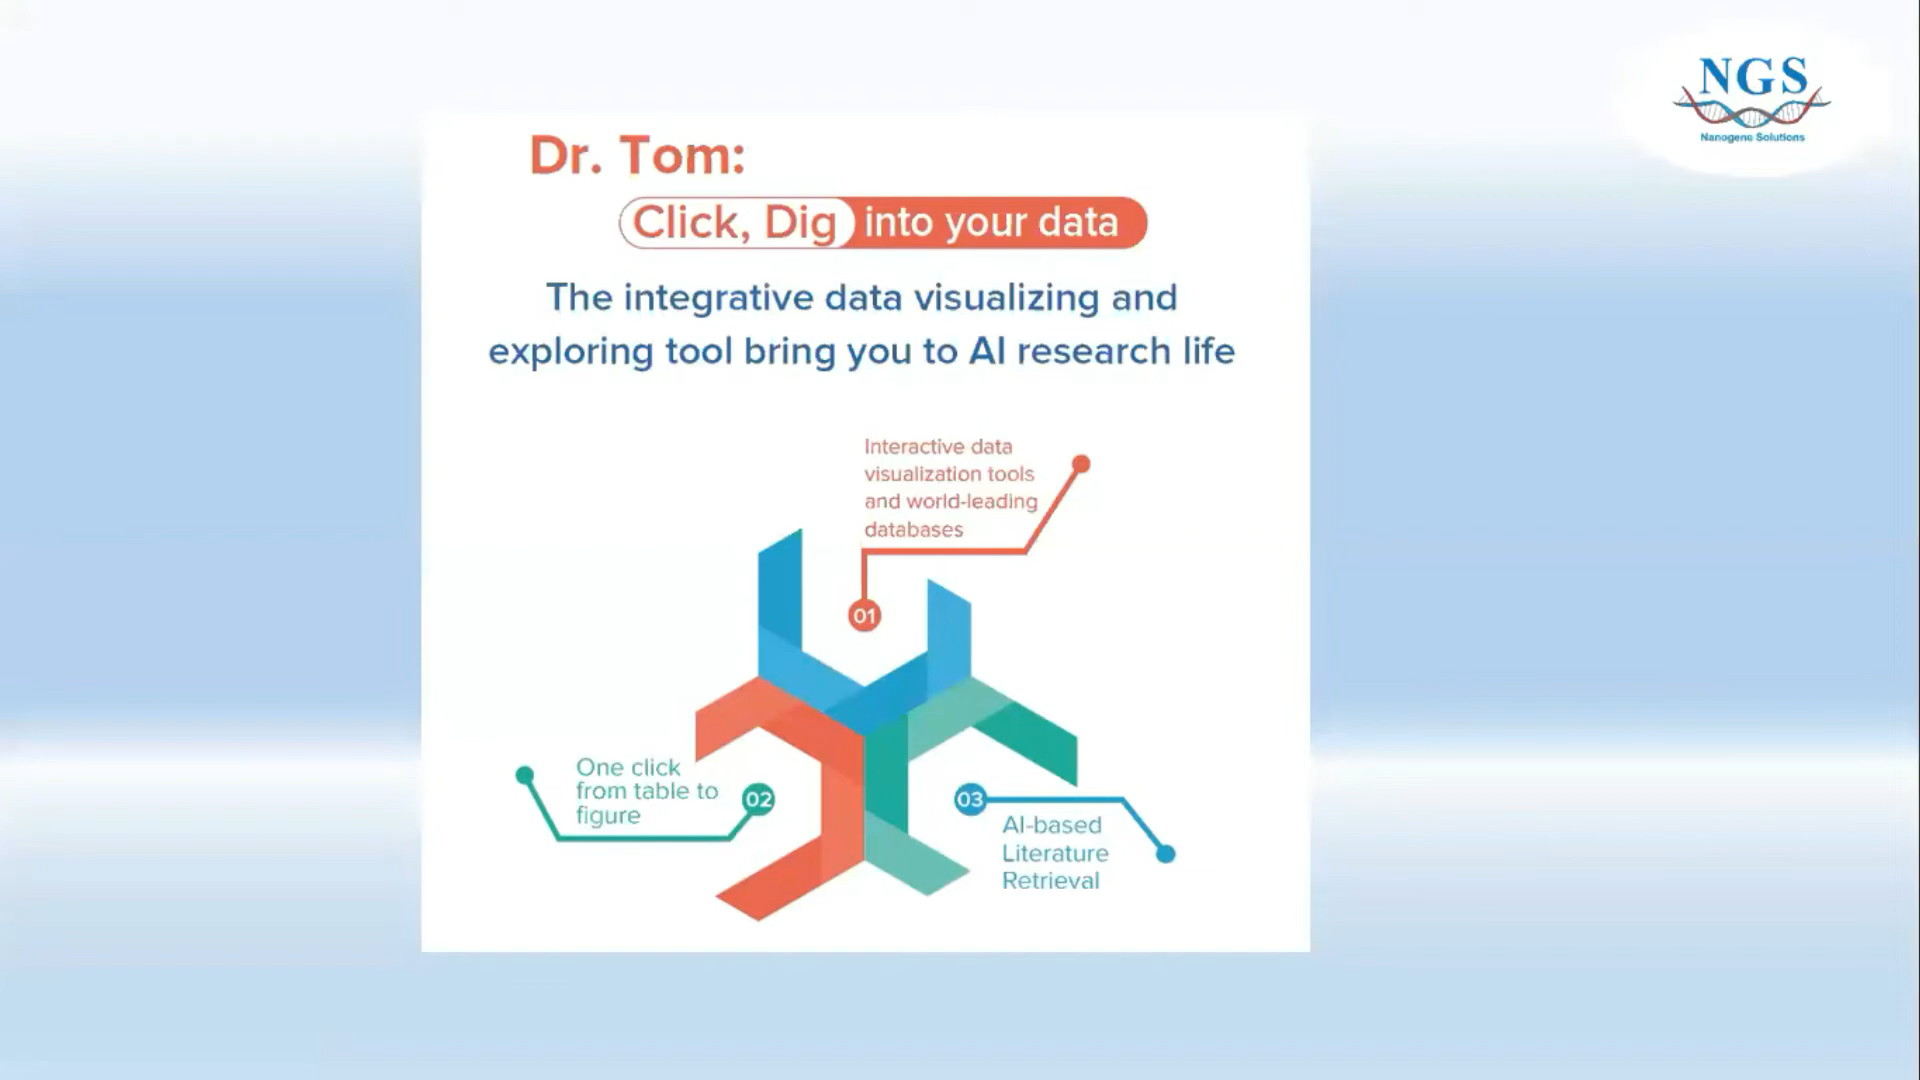 NGS
Nanogene Solutions
Dr. Tom:
Click, Dig into your data
The integrative data visualizing and
exploring tool bring you to AI research life
Interactive data
visualization tools
and world-leading
databases
01
One click
from table to
figure
02
03
AI-based
Literature
Retrieval